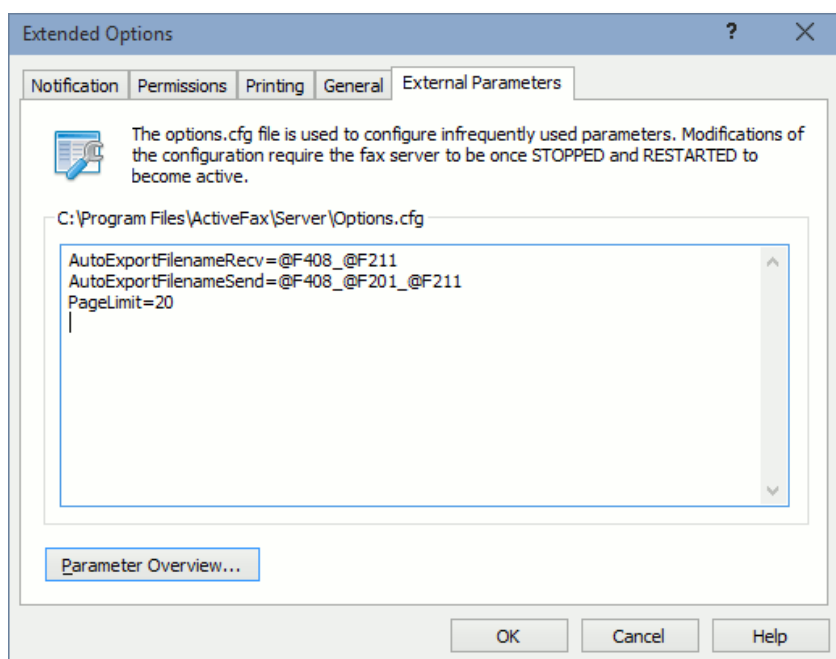 Extended Options
?
Notification
Permissions
Printing
General
External Parameters
The options.cfg file is used to configure infrequently used parameters. Modifications of
the configuration require the fax server to be once STOPPED and RESTARTED to
become active.
C:\Program Files\ActiveFax\Server\Options.cfg
AutoExportFilenameRecv=@F408_@F211
AutoExportFilenameSend=@F408_@F201_@F211
PageLimit=20
Parameter Overview...
OK
Cancel
Help